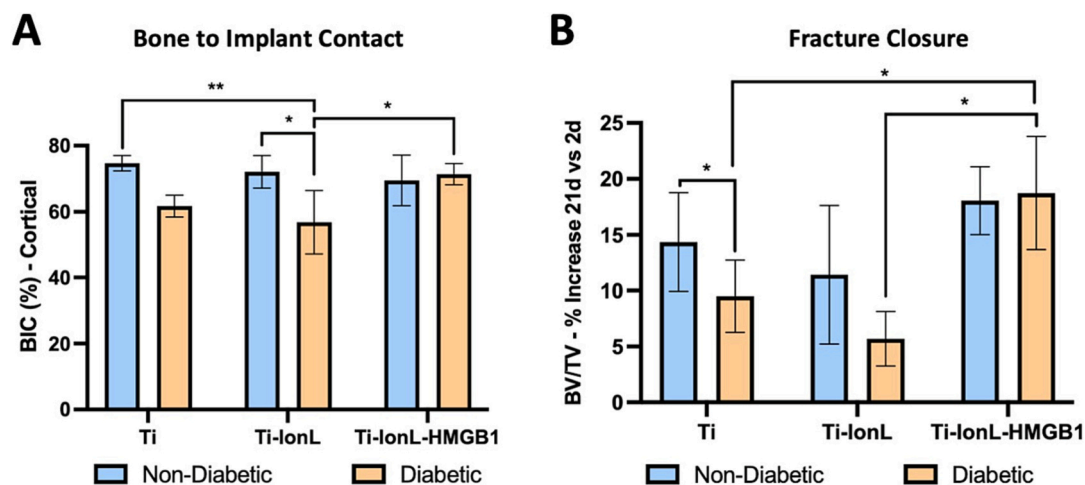 A
Bone to Implant Contact
**
*
*
80
60
40
20
0
BIC (%) - Cortical
Ti
Ti-IonL
Ti-IonL-HMGB1
Non-Diabetic
Diabetic
B
Fracture Closure
*
*
*
25
20
15
10
5
0
BV/TV - % Increase 21d vs 2d
Ti
Ti-IonL
Ti-IonL-HMGB1
Non-Diabetic
Diabetic